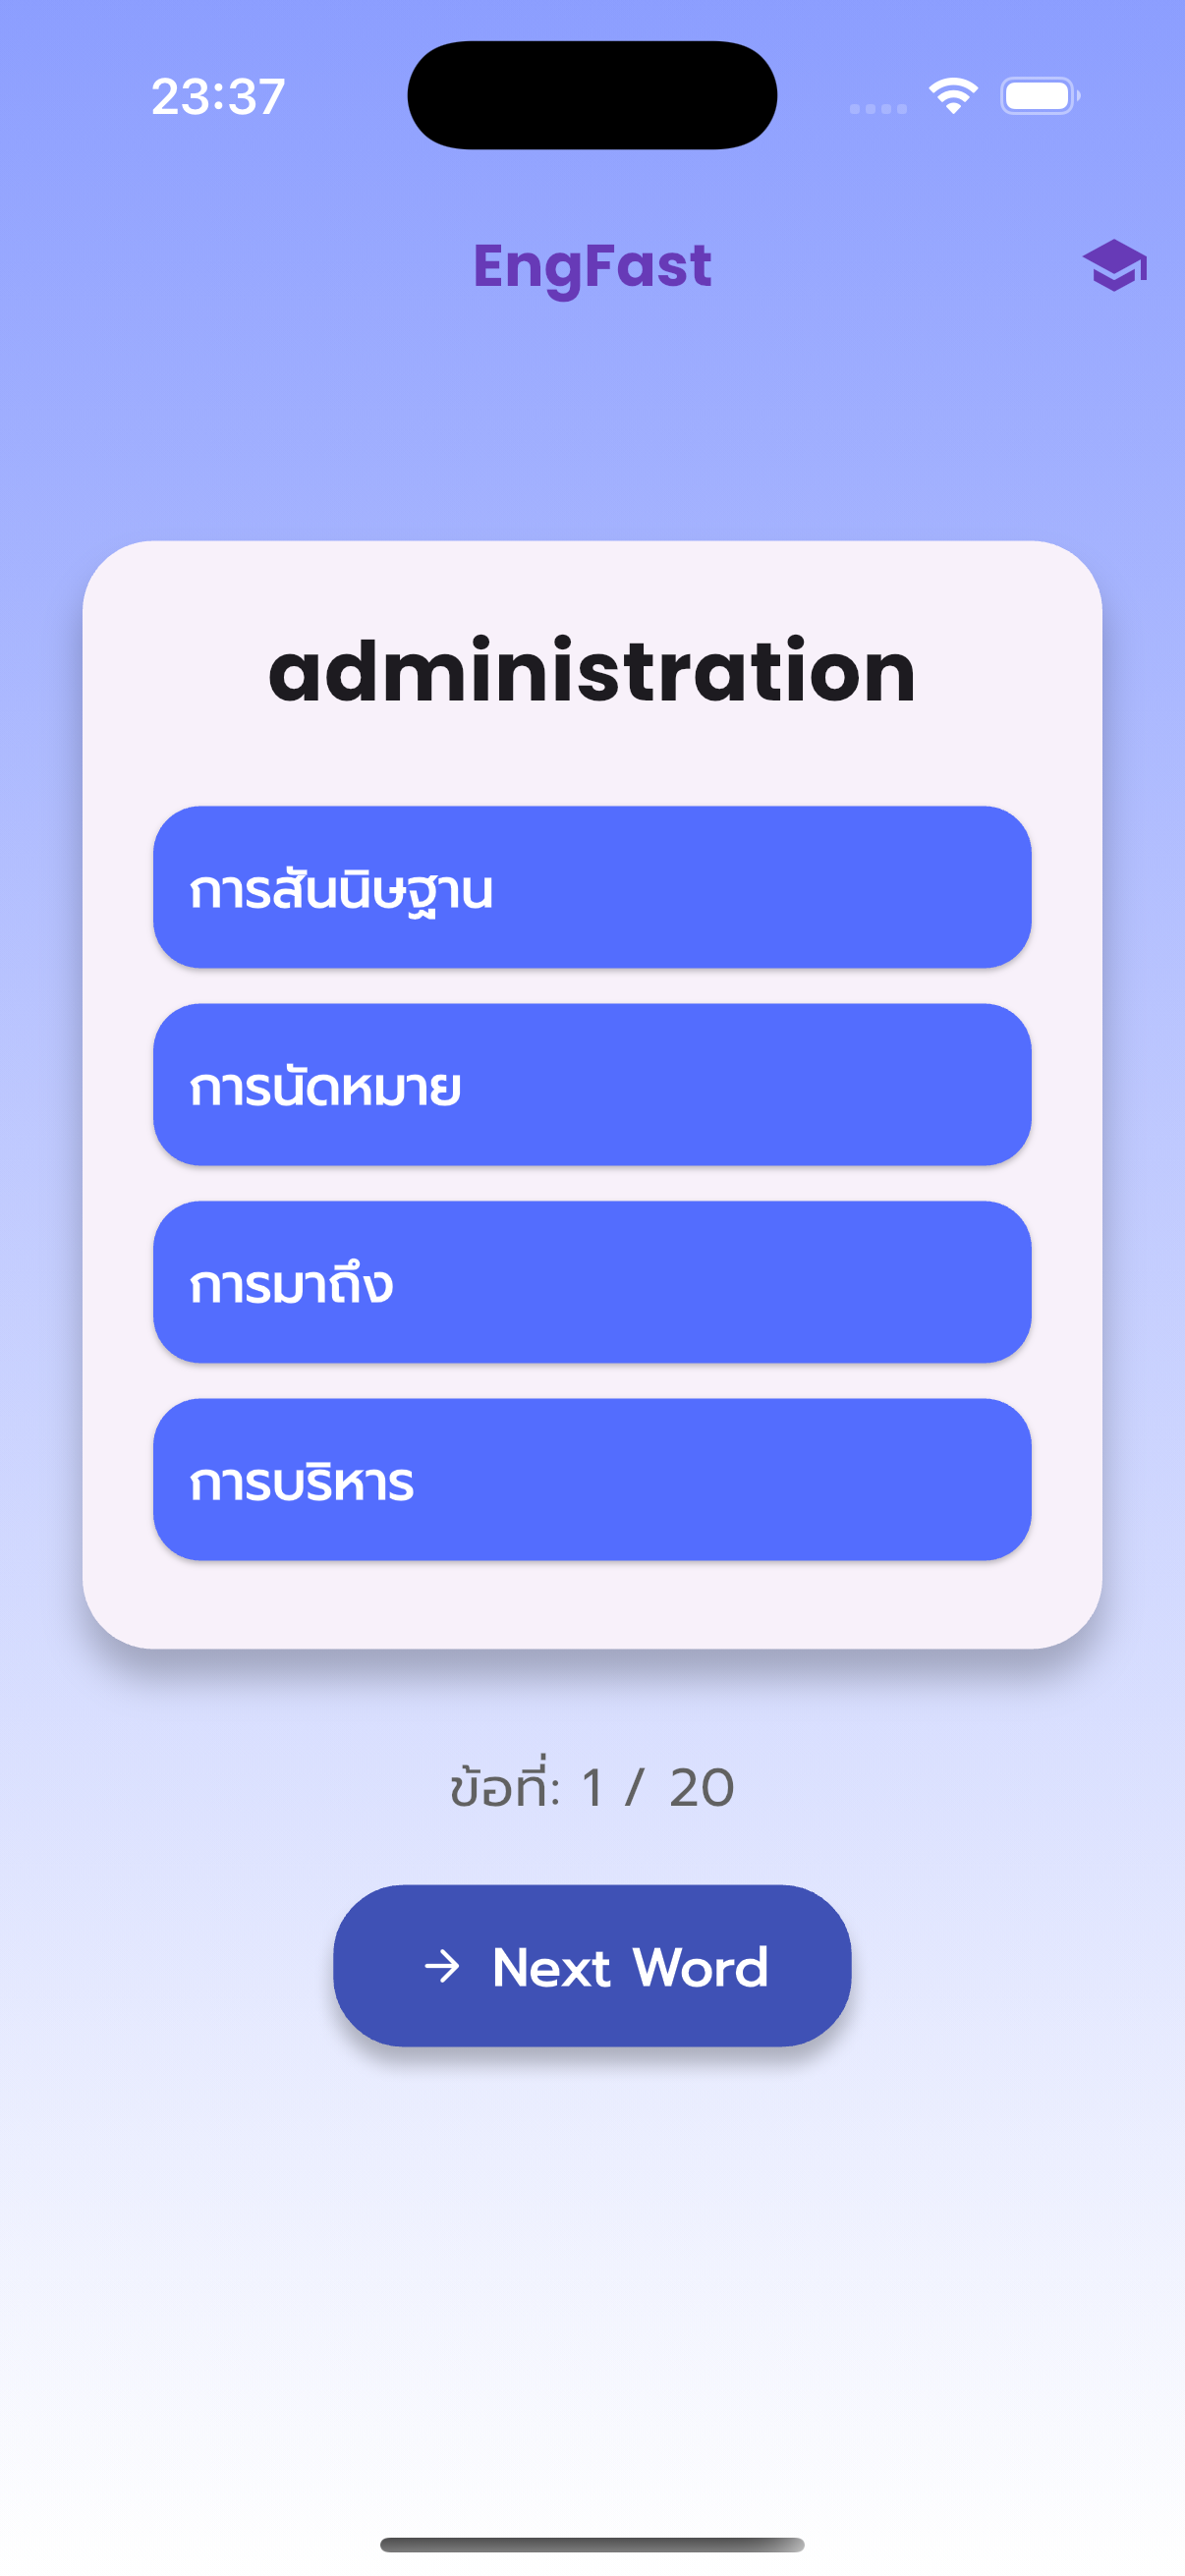 23:37
EngFast
administration
การสันนิษฐาน
การนัดหมาย
การมาถึง
การบริหาร
ข้อที่: 1 / 20
Next Word